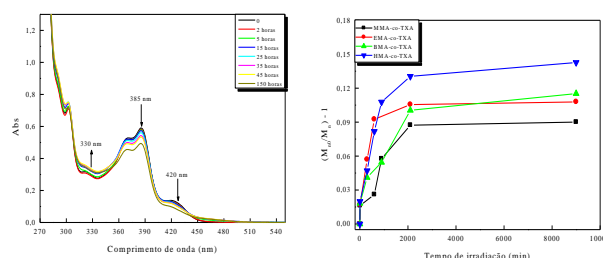 Abs
1,2
1,0
0,8
0,6
0,4
0,2
0,0
270 300 330 360 390 420 450 480 510 540
Comprimento de onda (nm)
330 nm
385 nm
420 nm
0
2 horas
5 horas
15 horas
25 horas
35 horas
45 horas
150 horas
(M n0 /M n ) - 1
0,18
0,15
0,12
0,09
0,06
0,03
0,00
0 2000 4000 6000 8000 1000
Tempo de irradiação (min)
MMA-co-TXA
EMA-co-TXA
BMA-co-TXA
HMA-co-TXA